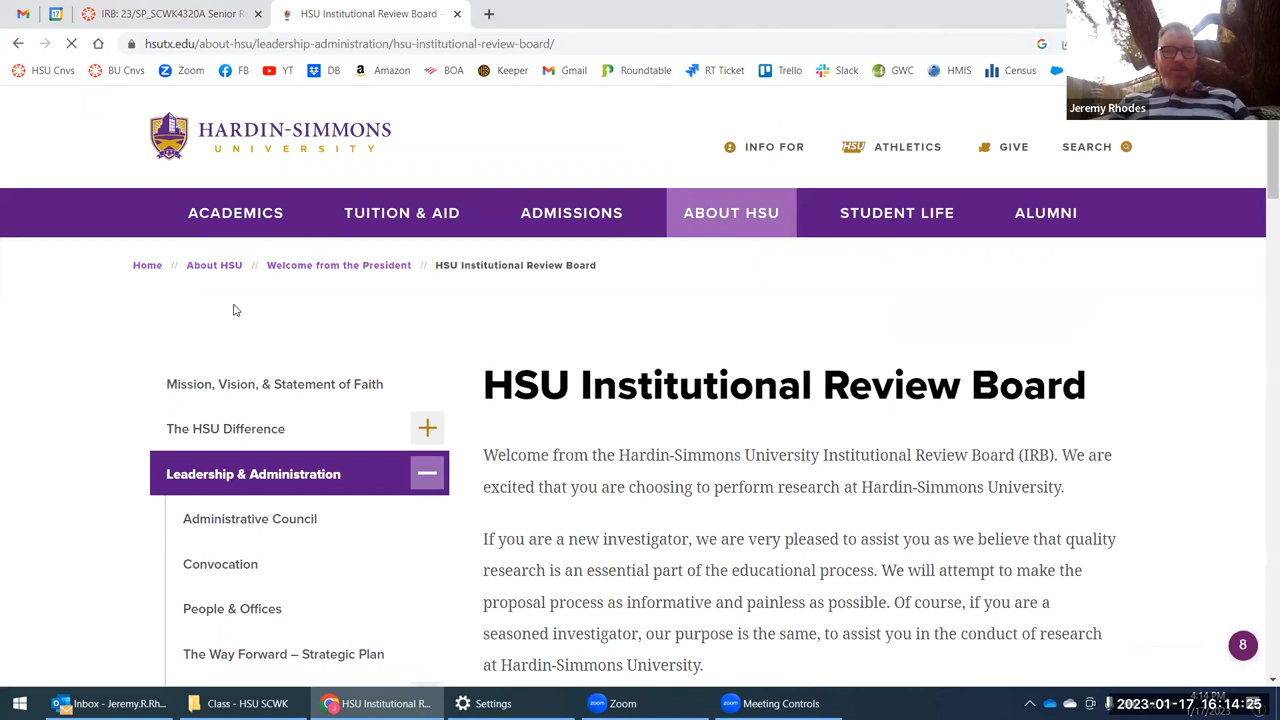 IRB: 23/SP_SCWK4320A Senior R
HSU Institutional Review Board -
hsutx.edu/about-hsu/leadership-administration/hsu-institutional-review-board/
HSU Cnvs BU Cnvs Zoom FB YT DB Amazon BOA Keeper Gmail Roundtable RT Ticket Trello Slack GWC HMIS Census
Jeremy Rhodes
HARDIN-SIMMONS
UNIVERSITY
INFO FOR HSU ATHLETICS GIVE SEARCH
ACADEMICS TUITION & AID ADMISSIONS ABOUT HSU STUDENT LIFE ALUMNI
Home // About HSU // Welcome from the President // HSU Institutional Review Board
Mission, Vision, & Statement of Faith
The HSU Difference
Leadership & Administration
Administrative Council
Convocation
People & Offices
The Way Forward – Strategic Plan
HSU Institutional Review Board
Welcome from the Hardin-Simmons University Institutional Review Board (IRB). We are
excited that you are choosing to perform research at Hardin-Simmons University.
If you are a new investigator, we are very pleased to assist you as we believe that quality
research is an essential part of the educational process. We will attempt to make the
proposal process as informative and painless as possible. Of course, if you are a
seasoned investigator, our purpose is the same, to assist you in the conduct of research
at Hardin-Simmons University.
8
Inbox - Jeremy.R.Rh... Class - HSU SCWK HSU Institutional R... Settings Zoom Meeting Controls
4:14 PM
2023-01-17 16:14:25
1/17/2023